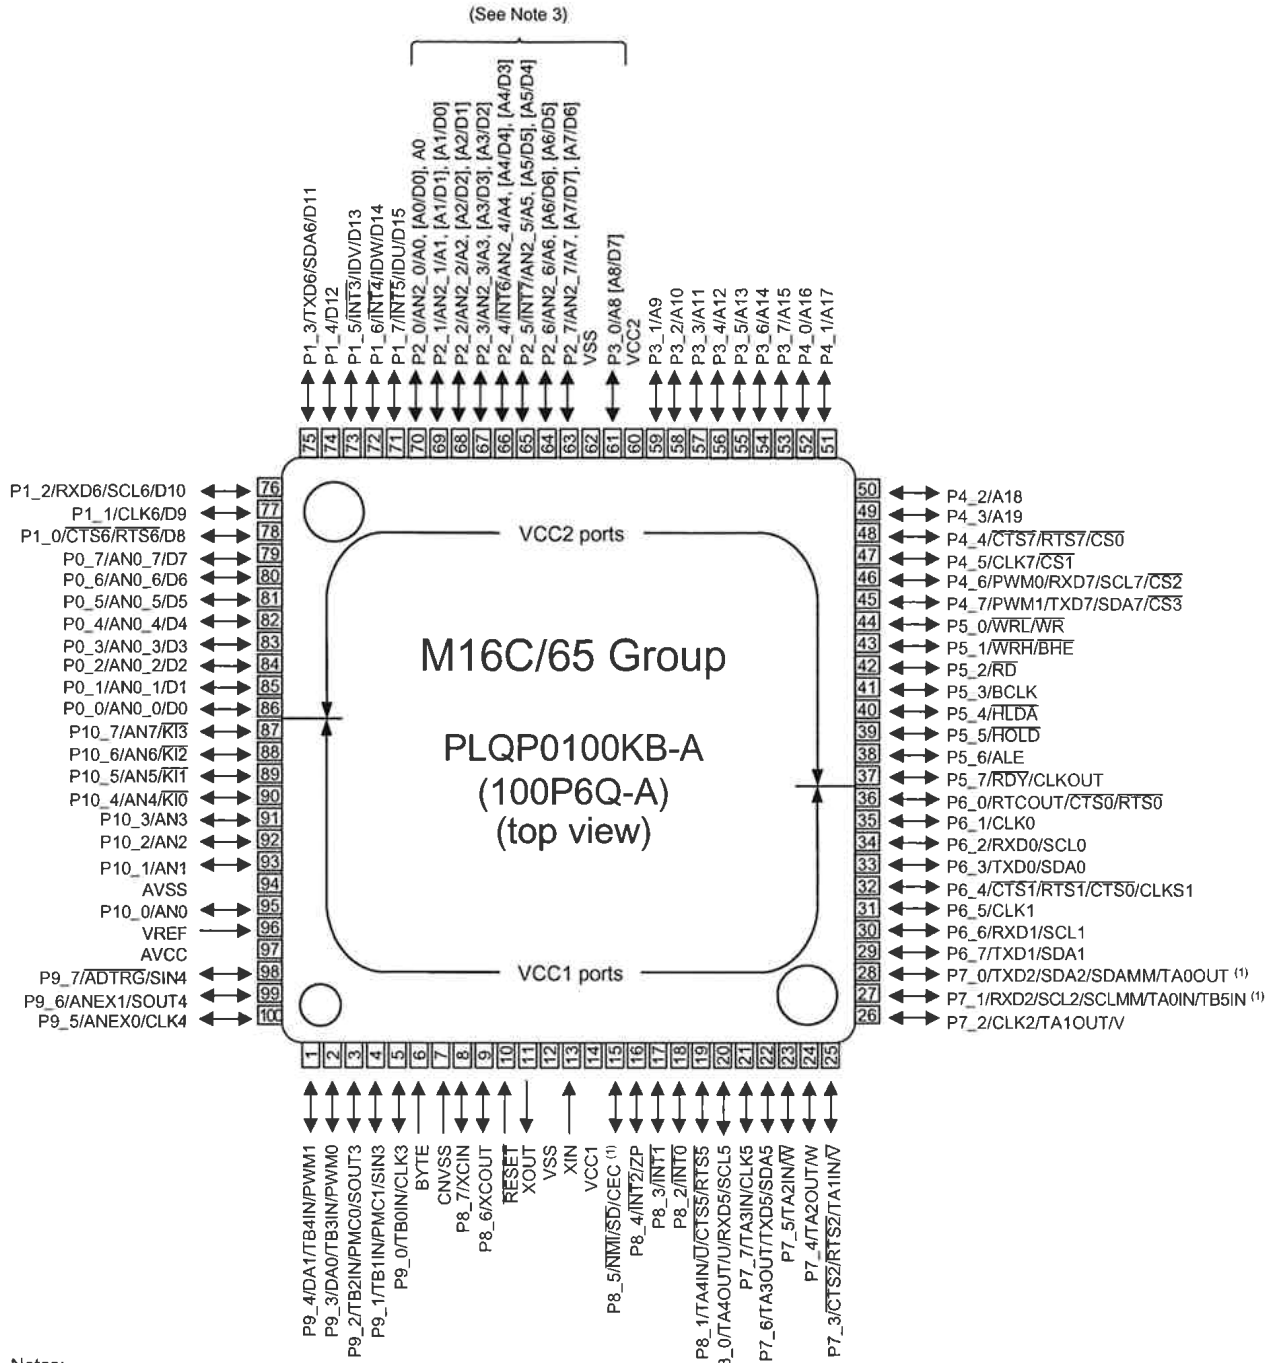 (See Note 3)
P1_3/TXD6/SDA6/D11
P1_4/D12
P1_5/INT3/IDV/D13
P1_6/INT4/IDW/D14
P1_7/INT5/IDU/D15
P2_0/AN2_0/A0, [A0/D0], A0
P2_1/AN2_1/A1, [A1/D1], [A1/D0]
P2_2/AN2_2/A2, [A2/D2], [A2/D1]
P2_3/AN2_3/A3, [A3/D3], [A3/D2]
P2_4/INT6/AN2_4/A4, [A4/D4], [A4/D3]
P2_5/INT7/AN2_5/A5, [A5/D5], [A5/D4]
P2_6/AN2_6/A6, [A6/D6], [A6/D5]
P2_7/AN2_7/A7, [A7/D7], [A7/D6]
VSS
P3_0/A8 [A8/D7]
VCC2
P3_1/A9
P3_2/A10
P3_3/A11
P3_4/A12
P3_5/A13
P3_6/A14
P3_7/A15
P4_0/A16
P4_1/A17
75 74 73 72 71 70 69 68 67 66 65 64 63 62 61 60 59 58 57 56 55 54 53 52 51
P1_2/RXD6/SCL6/D10 76
P1_1/CLK6/D9 77
P1_0/CTS6/RTS6/D8 78
P0_7/AN0_7/D7 79
P0_6/AN0_6/D6 80
P0_5/AN0_5/D5 81
P0_4/AN0_4/D4 82
P0_3/AN0_3/D3 83
P0_2/AN0_2/D2 84
P0_1/AN0_1/D1 85
P0_0/AN0_0/D0 86
P10_7/AN7/KI3 87
P10_6/AN6/KI2 88
P10_5/AN5/KI1 89
P10_4/AN4/KI0 90
P10_3/AN3 91
P10_2/AN2 92
P10_1/AN1 93
AVSS 94
P10_0/AN0 95
VREF 96
AVCC 97
P9_7/ADTRG/SIN4 98
P9_6/ANEX1/SOUT4 99
P9_5/ANEX0/CLK4 100
VCC2 ports
M16C/65 Group
PLQP0100KB-A
(100P6Q-A)
(top view)
VCC1 ports
50 P4_2/A18
49 P4_3/A19
48 P4_4/CTS7/RTS7/CS0
47 P4_5/CLK7/CS1
46 P4_6/PWM0/RXD7/SCL7/CS2
45 P4_7/PWM1/TXD7/SDA7/CS3
44 P5_0/WRL/WR
43 P5_1/WRH/BHE
42 P5_2/RD
41 P5_3/BCLK
40 P5_4/HLDA
39 P5_5/HOLD
38 P5_6/ALE
37 P5_7/RDY/CLKOUT
36 P6_0/RTCOUT/CTS0/RTS0
35 P6_1/CLK0
34 P6_2/RXD0/SCL0
33 P6_3/TXD0/SDA0
32 P6_4/CTS1/RTS1/CTS0/CLKS1
31 P6_5/CLK1
30 P6_6/RXD1/SCL1
29 P6_7/TXD1/SDA1
28 P7_0/TXD2/SDA2/SDAMM/TA0OUT (1)
27 P7_1/RXD2/SCL2/SCLMM/TA0IN/TB5IN (1)
26 P7_2/CLK2/TA1OUT/V
1 2 3 4 5 6 7 8 9 10 11 12 13 14 15 16 17 18 19 20 21 22 23 24 25
P9_4/DA1/TB4IN/PWM1
P9_3/DA0/TB3IN/PWM0
P9_2/TB2IN/PMC0/SOUT3
P9_1/TB1IN/PMC1/SIN3
P9_0/TB0IN/CLK3
BYTE
CNVSS
P8_7/XCIN
P8_6/XCOUT
RESET
XOUT
VSS
XIN
VCC1
P8_5/NMI/SD/CEC (1)
P8_4/INT2/ZP
P8_3/INT1
P8_2/INT0
P8_1/TA4IN/U/CTS5/RTS5
_0/TA4OUT/U/RXD5/SCL5
P7_7/TA3IN/CLK5
P7_6/TA3OUT/TXD5/SDA5
P7_5/TA2IN/W
P7_4/TA2OUT/W
P7_3/CTS2/RTS2/TA1IN/V